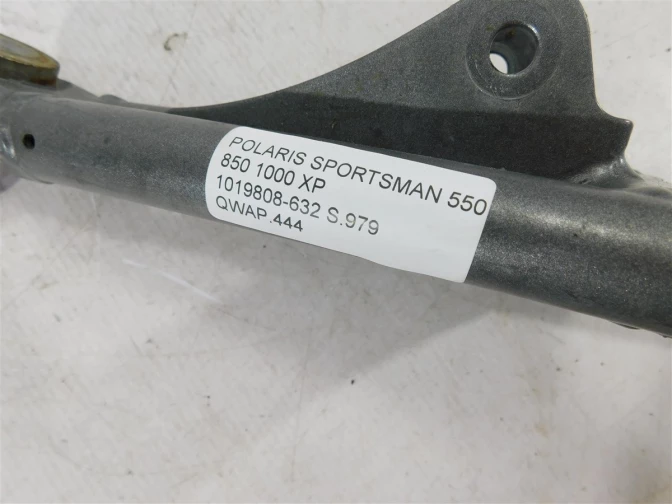 POLARIS SPORTSMAN 550
850 1000 XP
1019808-632 S.979
QWAP.444